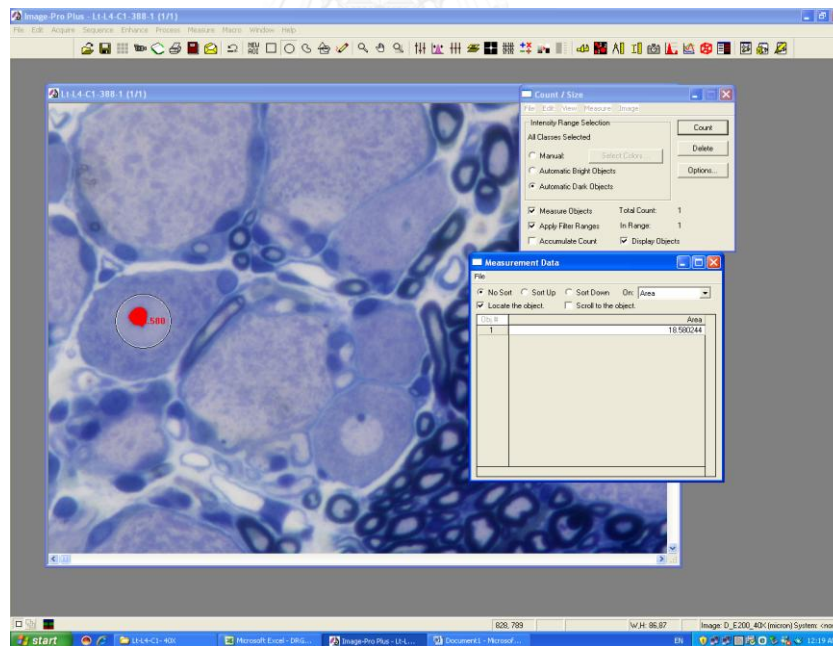 Image-Pro Plus - Lt-L4-C1-388-1 (1/1)
File Edit Acquire Sequence Enhance Process Measure Macro Window Help
Lt-L4-C1-388-1 (1/1)
Count / Size
File Edit View Measure Image
Intensity Range Selection
All Classes Selected
Manual: Select Colors...
Automatic Bright Objects
Automatic Dark Objects
Count
Delete
Options...
Measure Objects Total Count: 1
Apply Filter Ranges In Range: 1
Accumulate Count Display Objects
Measurement Data
File
No Sort Sort Up Sort Down On: Area
Locate the object. Scroll to the object.
Obj.# Area
1 18.580244
828, 789 W,H: 86,87 Image: D_E200_40X (micron) System:
start Lt-L4-C1- 40X Microsoft Excel - DRG... Image-Pro Plus - Lt-L... Document1 - Microsof... EN 12:19 AM